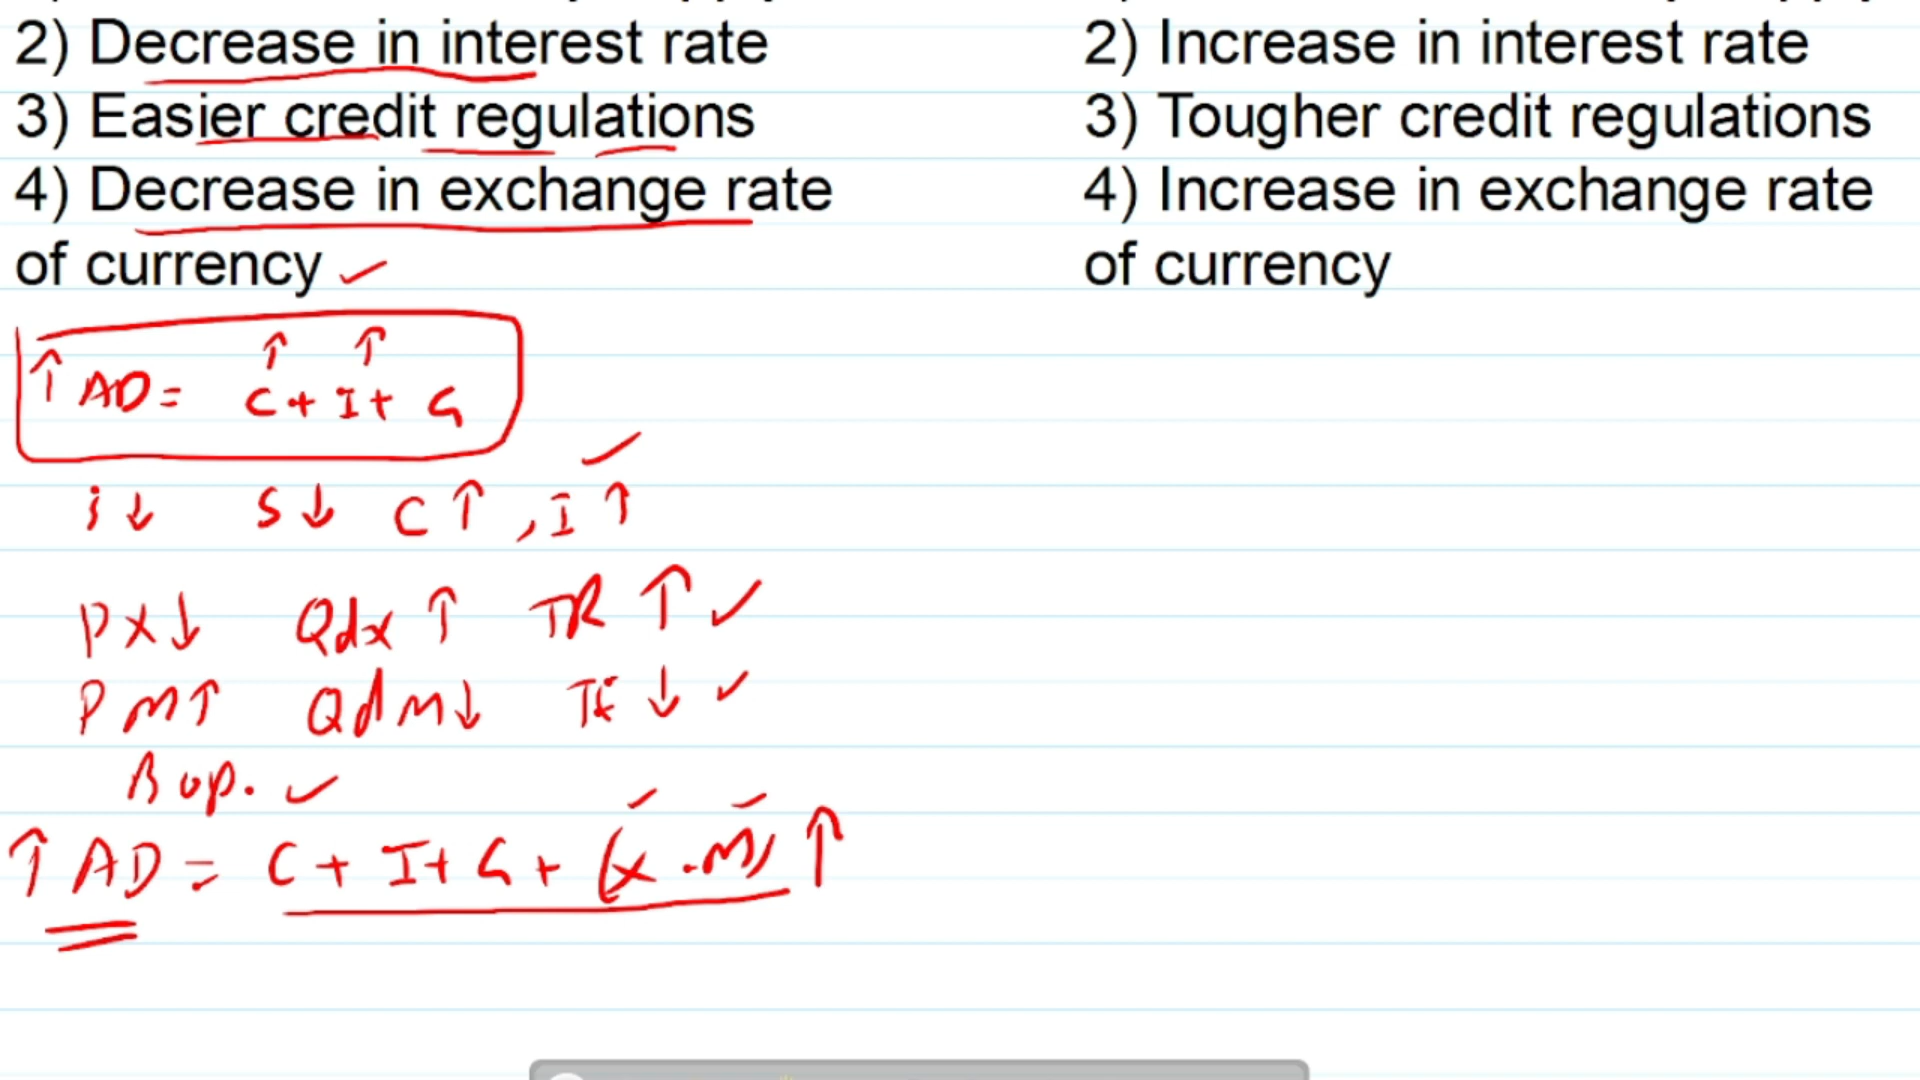 2) Decrease in interest rate
3) Easier credit regulations
4) Decrease in exchange rate
of currency
2) Increase in interest rate
3) Tougher credit regulations
4) Increase in exchange rate
of currency
↑ ↑
↑ AD = C + I + G
i ↓ S ↓ C ↑ , I ↑
PX ↓ Qdx ↑ TR ↑ ✓
PM ↑ QdM ↓ TE ↓ ✓
Bop. ✓
↑ AD = C + I + G + (X - M) ↑